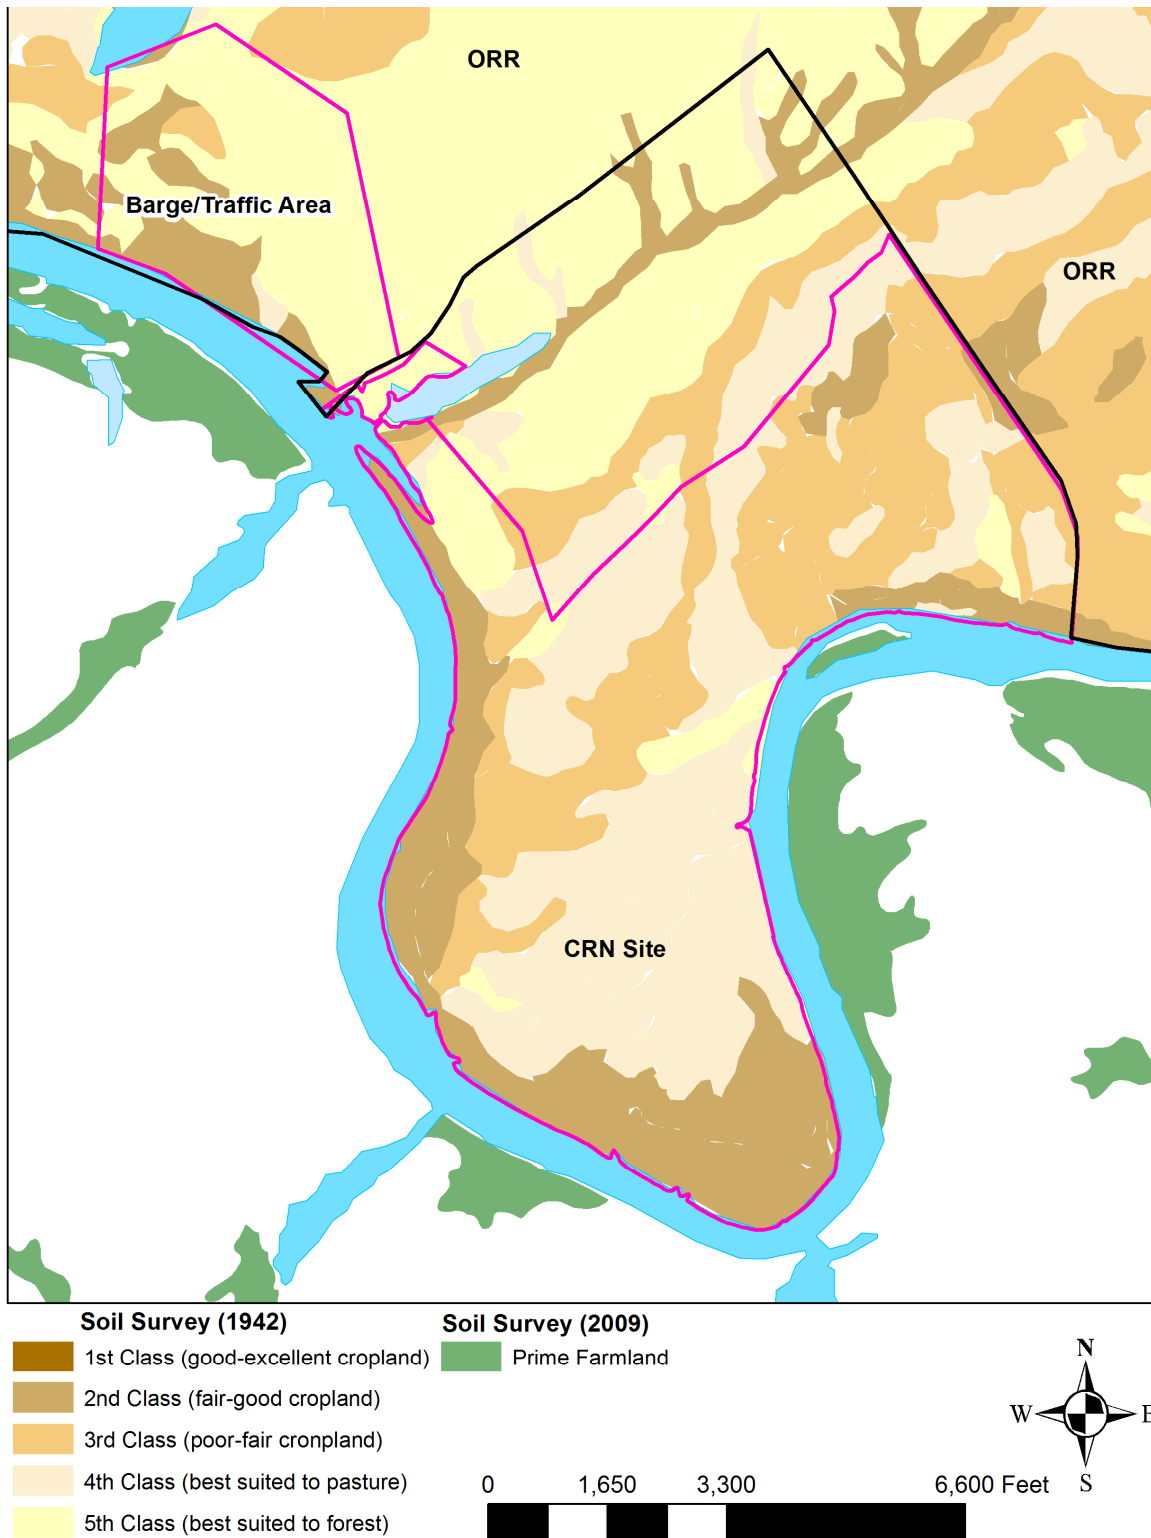 ORR
Barge/Traffic Area
ORR
CRN Site
Soil Survey (1942)
1st Class (good-excellent cropland)
2nd Class (fair-good cropland)
3rd Class (poor-fair cronpland)
4th Class (best suited to pasture)
5th Class (best suited to forest)
Soil Survey (2009)
Prime Farmland
N
W E
S
0 1,650 3,300 6,600 Feet